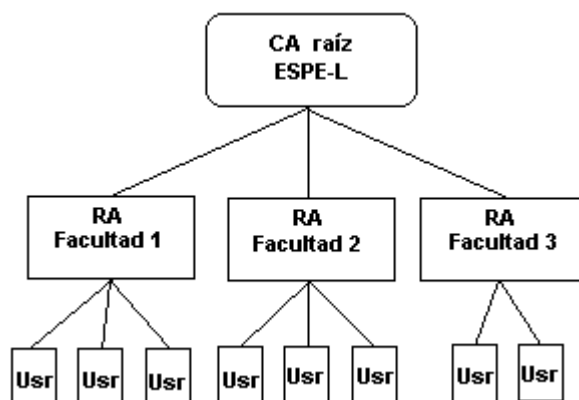 CA raíz
ESPE-L
RA
Facultad 1
RA
Facultad 2
RA
Facultad 3
Usr
Usr
Usr
Usr
Usr
Usr
Usr
Usr